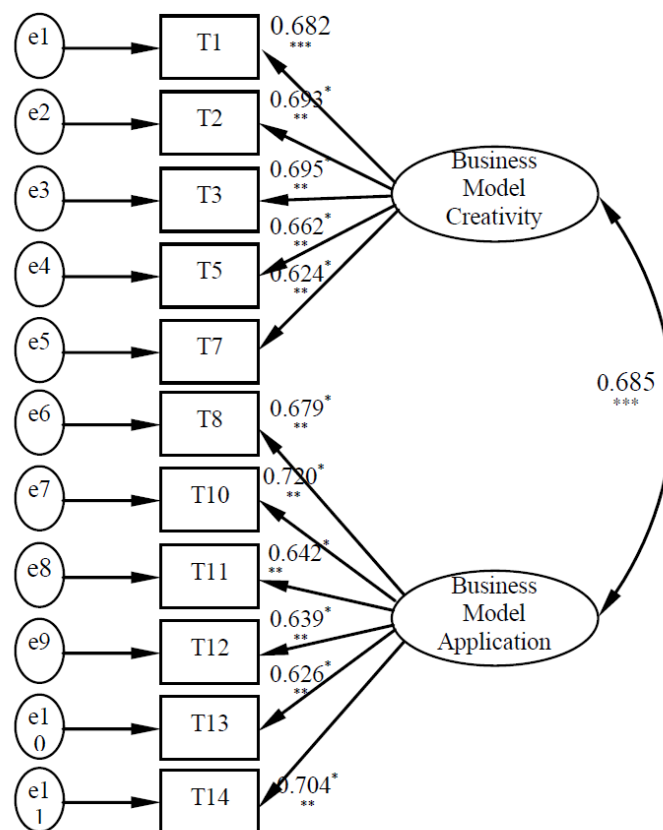 e1
T1
0.682
***
e2
T2
0.693*
**
e3
T3
0.695*
**
Business
Model
Creativity
e4
T5
0.662*
**
e5
T7
0.624*
**
0.685
***
e6
T8
0.679*
**
e7
T10
0.720*
**
e8
T11
0.642*
**
Business
Model
Application
e9
T12
0.639*
**
e1
0
T13
0.626*
**
e1
1
T14
0.704*
**